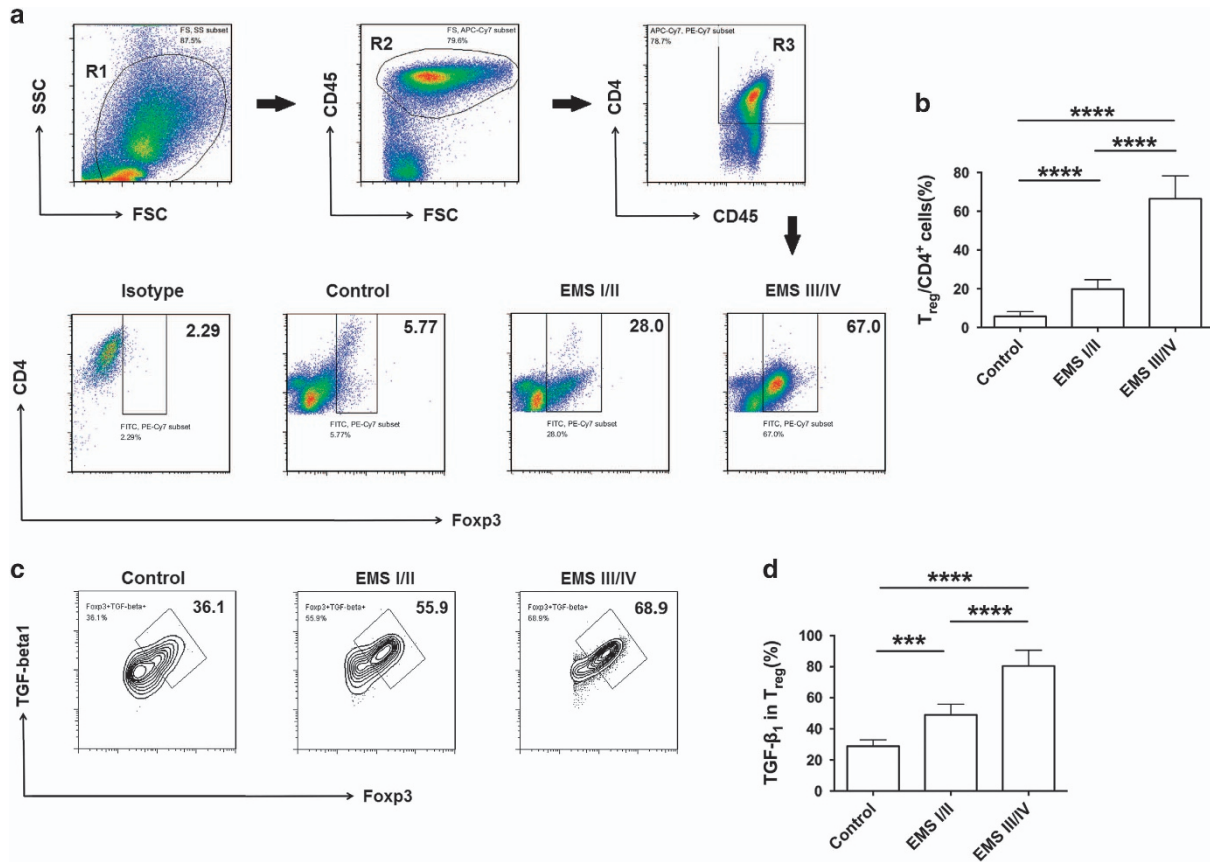 a
FS, SS subset
87.5%
R1
SSC
FSC
R2
FS, APC-Cy7 subset
79.6%
CD45
FSC
APC-Cy7, PE-Cy7 subset
78.7%
R3
CD4
CD45
Isotype
Control
EMS I/II
EMS III/IV
2.29
5.77
28.0
67.0
CD4
FITC, PE-Cy7 subset
2.29%
FITC, PE-Cy7 subset
5.77%
FITC, PE-Cy7 subset
28.0%
FITC, PE-Cy7 subset
67.0%
Foxp3
b
****
****
****
Treg/CD4+ cells(%)
80
60
40
20
0
Control
EMS I/II
EMS III/IV
c
Control
EMS I/II
EMS III/IV
Foxp3+TGF-beta+
36.1%
36.1
Foxp3+TGF-beta+
55.9%
55.9
Foxp3+TGF-beta+
68.9%
68.9
TGF-beta1
Foxp3
d
****
****
***
TGF-β1 in Treg(%)
100
80
60
40
20
0
Control
EMS I/II
EMS III/IV